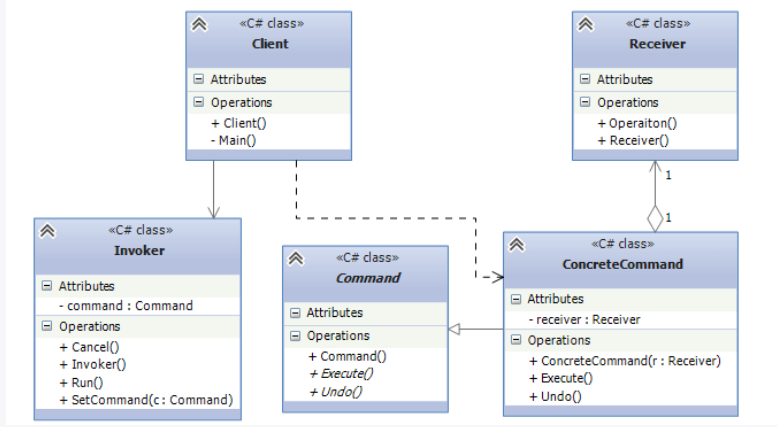 «C# class»
Client
Attributes
Operations
+ Client()
- Main()
«C# class»
Receiver
Attributes
Operations
+ Operaiton()
+ Receiver()
1
1
«C# class»
Invoker
Attributes
- command : Command
Operations
+ Cancel()
+ Invoker()
+ Run()
+ SetCommand(c : Command)
«C# class»
Command
Attributes
Operations
+ Command()
+ Execute()
+ Undo()
«C# class»
ConcreteCommand
Attributes
- receiver : Receiver
Operations
+ ConcreteCommand(r : Receiver)
+ Execute()
+ Undo()